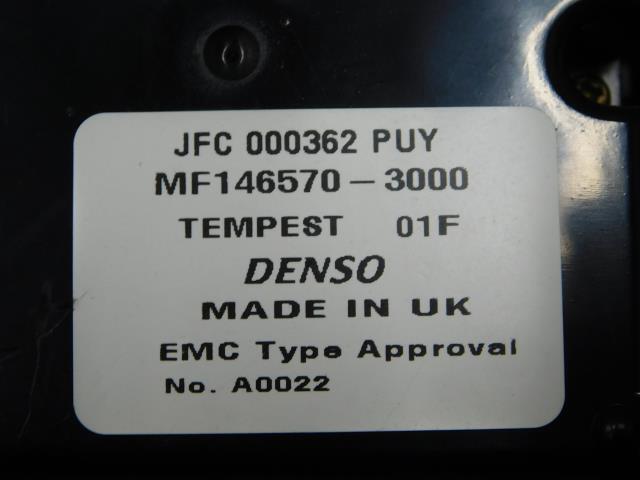 JFC 000362 PUY
MF146570-3000
TEMPEST 01F
DENSO
MADE IN UK
EMC Type Approval
No. A0022